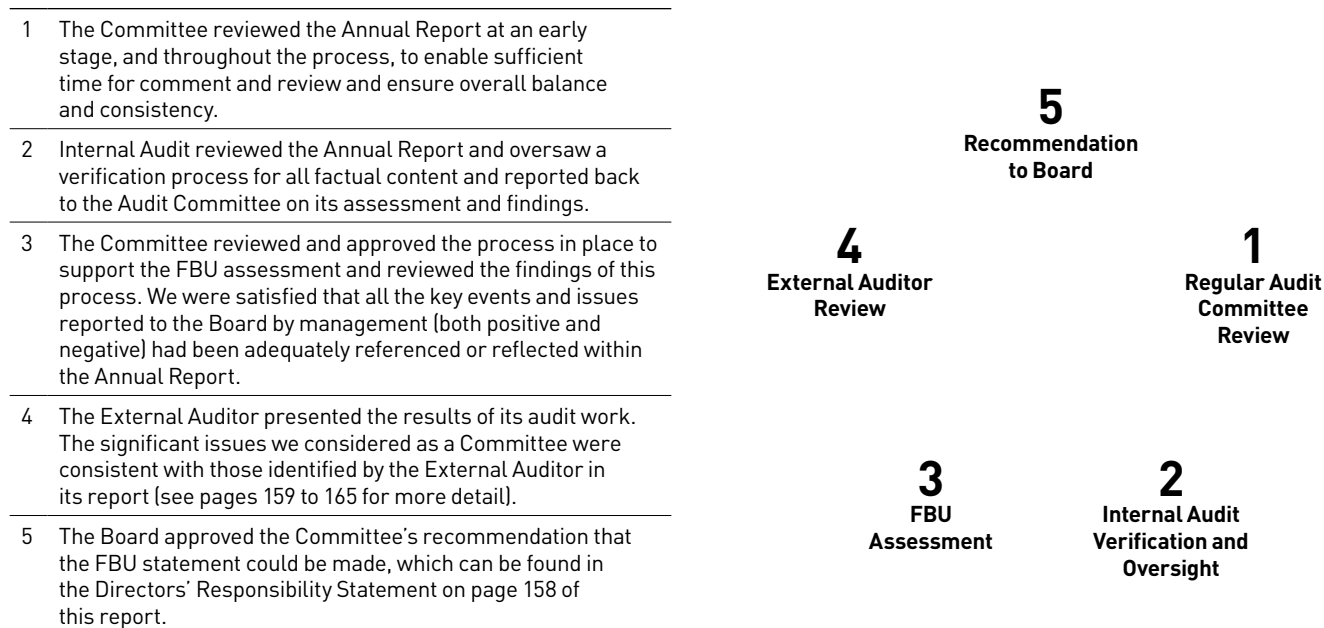 1 The Committee reviewed the Annual Report at an early
stage, and throughout the process, to enable sufficient
time for comment and review and ensure overall balance
and consistency.
2 Internal Audit reviewed the Annual Report and oversaw a
verification process for all factual content and reported back
to the Audit Committee on its assessment and findings.
3 The Committee reviewed and approved the process in place to
support the FBU assessment and reviewed the findings of this
process. We were satisfied that all the key events and issues
reported to the Board by management (both positive and
negative) had been adequately referenced or reflected within
the Annual Report.
4 The External Auditor presented the results of its audit work.
The significant issues we considered as a Committee were
consistent with those identified by the External Auditor in
its report (see pages 159 to 165 for more detail).
5 The Board approved the Committee’s recommendation that
the FBU statement could be made, which can be found in
the Directors’ Responsibility Statement on page 158 of
this report.
5
Recommendation
to Board
4
External Auditor
Review
1
Regular Audit
Committee
Review
3
FBU
Assessment
2
Internal Audit
Verification and
Oversight